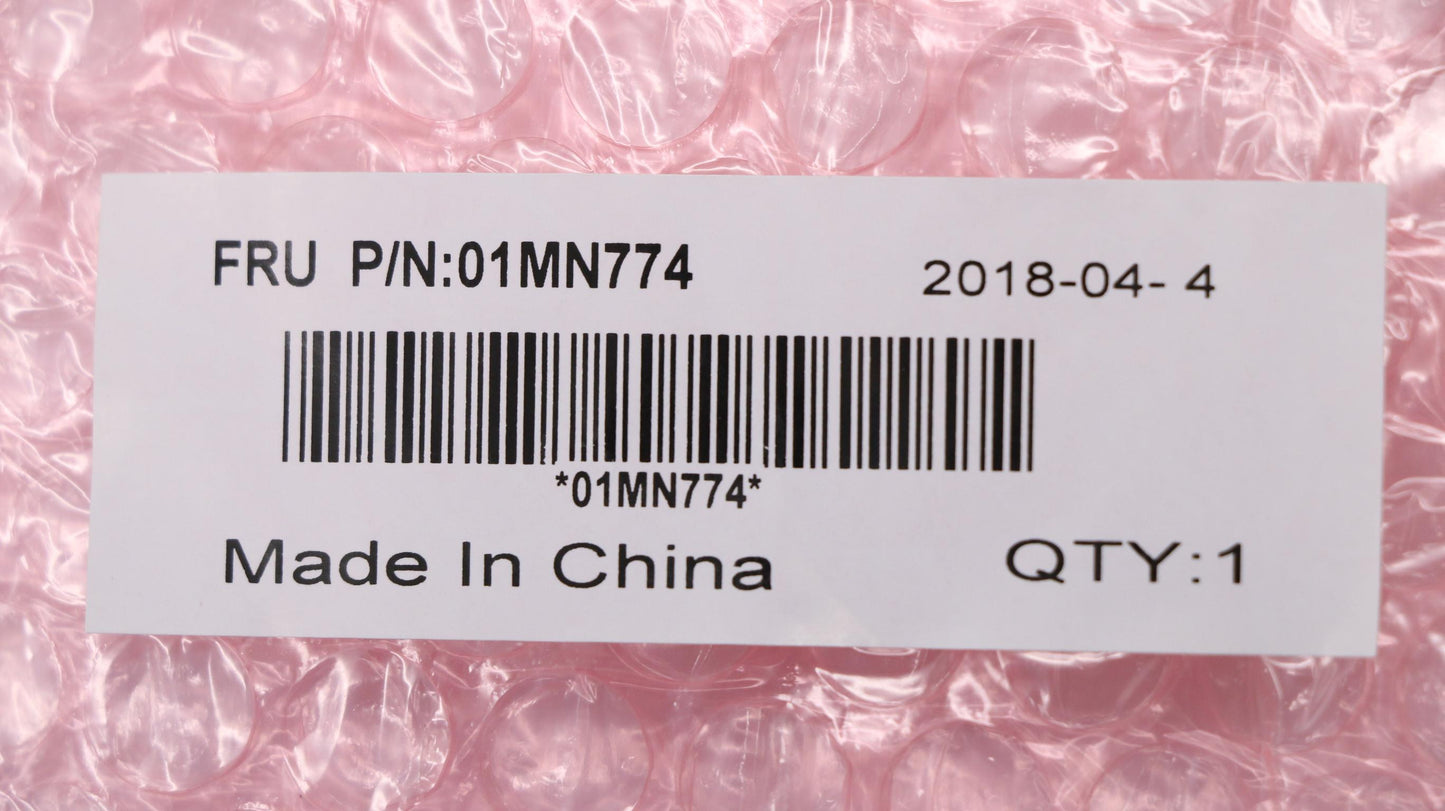 FRU P/N:01MN774 2018-04- 4
*01MN774*
Made In China QTY:1